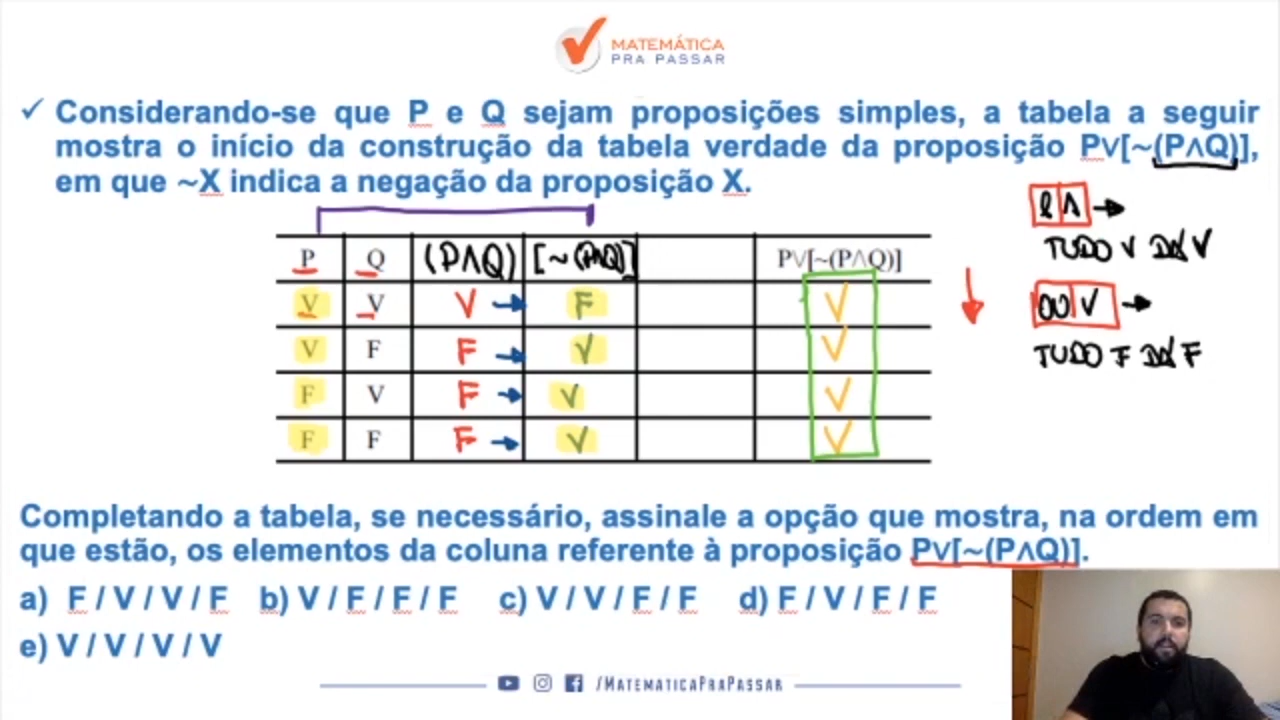 MATEMÁTICA
PRA PASSAR
✓ Considerando-se que P e Q sejam proposições simples, a tabela a seguir
mostra o início da construção da tabela verdade da proposição P∨[~(P∧Q)],
em que ~X indica a negação da proposição X.
E ∧ →
TUDO V DÁ V
P Q (P∧Q) [~(P∧Q)] P∨[~(P∧Q)]
V V V → F V
OU V →
V F F → V V
TUDO F DÁ F
F V F → V V
F F F → V V
Completando a tabela, se necessário, assinale a opção que mostra, na ordem em
que estão, os elementos da coluna referente à proposição P∨[~(P∧Q)].
a) F / V / V / F b) V / F / F / F c) V / V / F / F d) F / V / F / F
e) V / V / V / V
/MATEMATICAPRAPASSAR